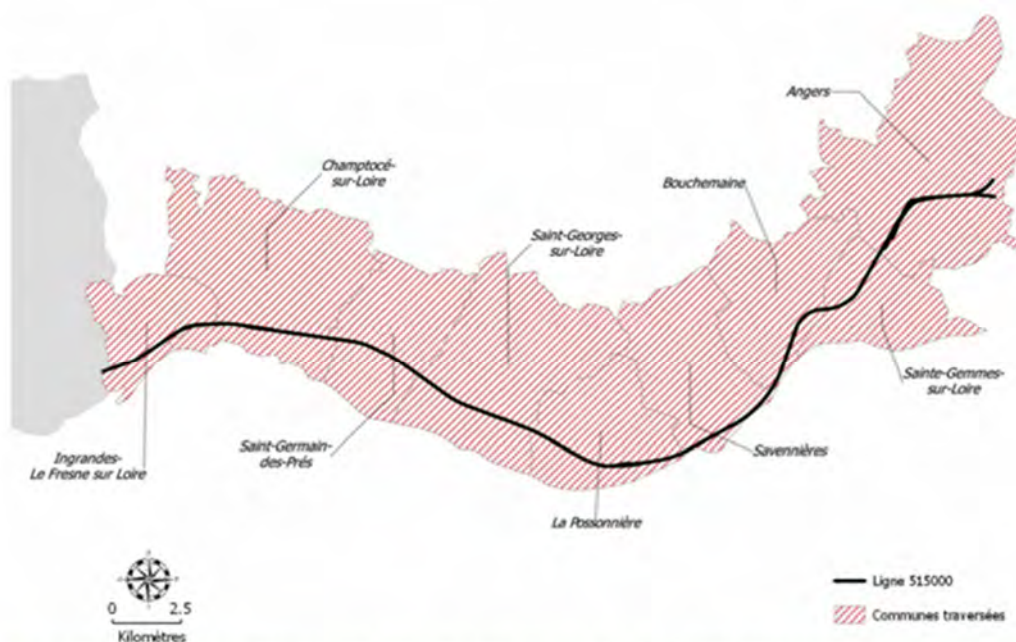 Angers
Champtocé-
sur-Loire
Bouchemaine
Saint-Georges-
sur-Loire
Sainte-Gemmes-
sur-Loire
Ingrandes-
Le Fresne sur Loire
Saint-Germain-
des-Prés
Savennières
La Possonnière
0 2.5
Kilomètres
Ligne 515000
Communes traversées